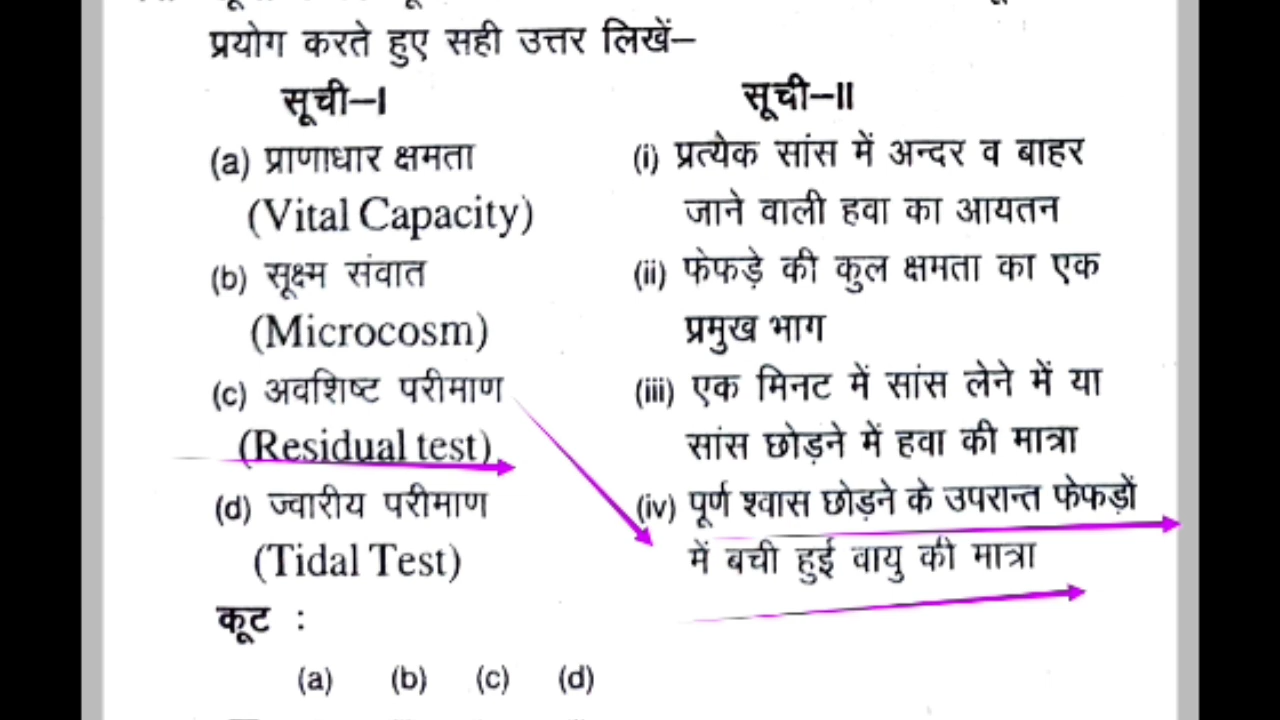 प्रयोग करते हुए सही उत्तर लिखें–
सूची–I
सूची–II
(a) प्राणाधार क्षमता
(i) प्रत्येक सांस में अन्दर व बाहर
(Vital Capacity)
जाने वाली हवा का आयतन
(b) सूक्ष्म संवात
(ii) फेफड़े की कुल क्षमता का एक
(Microcosm)
प्रमुख भाग
(c) अवशिष्ट परीमाण
(iii) एक मिनट में सांस लेने में या
(Residual test)
सांस छोड़ने में हवा की मात्रा
(d) ज्वारीय परीमाण
(iv) पूर्ण श्वास छोड़ने के उपरान्त फेफड़ों
(Tidal Test)
में बची हुई वायु की मात्रा
कूट :
(a) (b) (c) (d)